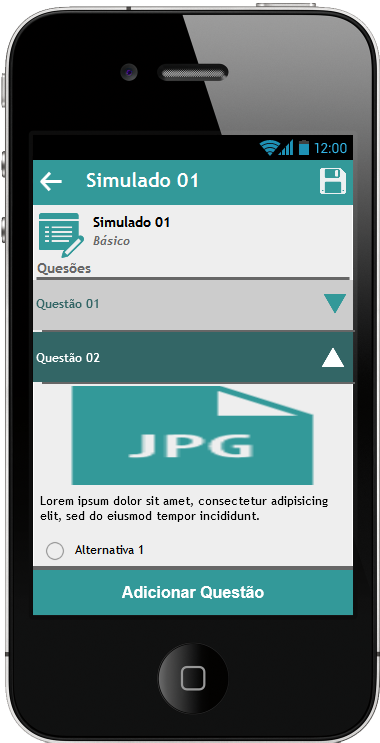 12:00
Simulado 01
Simulado 01
Básico
Quesões
Questão 01
Questão 02
JPG
Lorem ipsum dolor sit amet, consectetur adipisicing
elit, sed do eiusmod tempor incididunt.
Alternativa 1
Adicionar Questão